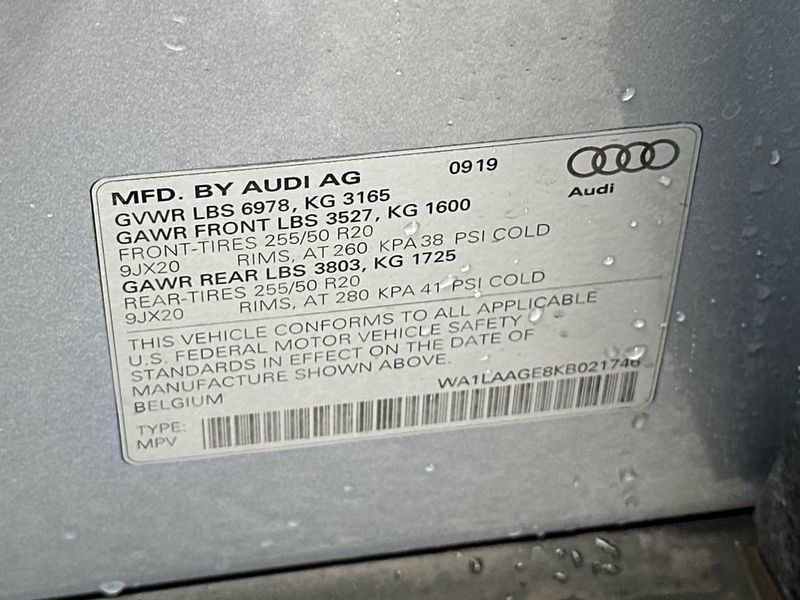 MFD. BY AUDI AG 0919
Audi
GVWR LBS 6978, KG 3165
GAWR FRONT LBS 3527, KG 1600
FRONT-TIRES 255/50 R20
9JX20 RIMS, AT 260 KPA 38 PSI COLD
GAWR REAR LBS 3803, KG 1725
REAR-TIRES 255/50 R20
9JX20 RIMS, AT 280 KPA 41 PSI COLD
THIS VEHICLE CONFORMS TO ALL APPLICABLE
U.S. FEDERAL MOTOR VEHICLE SAFETY
STANDARDS IN EFFECT ON THE DATE OF
MANUFACTURE SHOWN ABOVE.
BELGIUM WA1LAAGE8KB021746
TYPE:
MPV